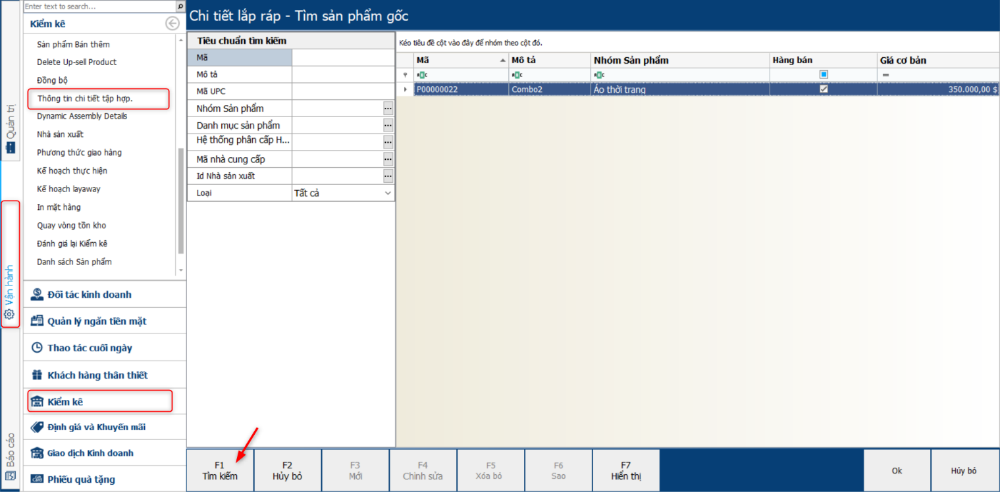 Enter text to search...
Kiểm kê
Sản phẩm Bán thêm
Delete Up-sell Product
Đồng bộ
Thông tin chi tiết tập hợp.
Dynamic Assembly Details
Nhà sản xuất
Phương thức giao hàng
Kế hoạch thực hiện
Kế hoạch layaway
In mặt hàng
Quay vòng tồn kho
Đánh giá lại Kiểm kê
Danh sách Sản phẩm
Đối tác kinh doanh
Quản lý ngăn tiền mặt
Thao tác cuối ngày
Khách hàng thân thiết
Kiểm kê
Định giá và Khuyến mãi
Giao dịch Kinh doanh
Phiếu quà tặng
Quản trị
Vận hành
Báo cáo
Chi tiết lắp ráp - Tìm sản phẩm gốc
Tiêu chuẩn tìm kiếm
Mã
Mô tả
Mã UPC
Nhóm Sản phẩm
Danh mục sản phẩm
Hệ thống phân cấp H...
Mã nhà cung cấp
Id Nhà sản xuất
Loại Tất cả
Kéo tiêu đề cột vào đây để nhóm theo cột đó.
Mã Mô tả Nhóm Sản phẩm Hàng bán Giá cơ bản
=
P00000022 Combo2 Áo thời trang 350.000,00 $
F1 F2 F3 F4 F5 F6 F7
Tìm kiếm Hủy bỏ Mới Chỉnh sửa Xóa bỏ Sao Hiển thị Ok Hủy bỏ